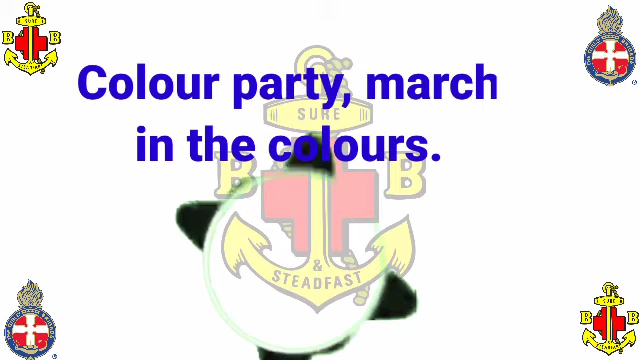 Colour party, march
in the colours.
SURE
B B
& STEADFAST
B B
B B